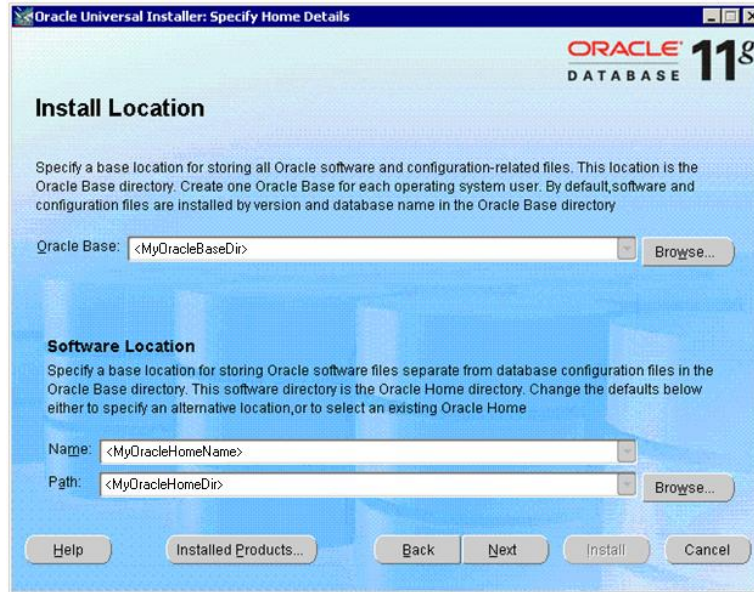 Oracle Universal Installer: Specify Home Details
ORACLE
DATABASE 11g
Install Location
Specify a base location for storing all Oracle software and configuration-related files. This location is the
Oracle Base directory. Create one Oracle Base for each operating system user. By default,software and
configuration files are installed by version and database name in the Oracle Base directory
Oracle Base: <MyOracleBaseDir> Browse...
Software Location
Specify a base location for storing Oracle software files separate from database configuration files in the
Oracle Base directory. This software directory is the Oracle Home directory. Change the defaults below
either to specify an alternative location,or to select an existing Oracle Home
Name: <MyOracleHomeName>
Path: <MyOracleHomeDir> Browse...
Help Installed Products... Back Next Install Cancel